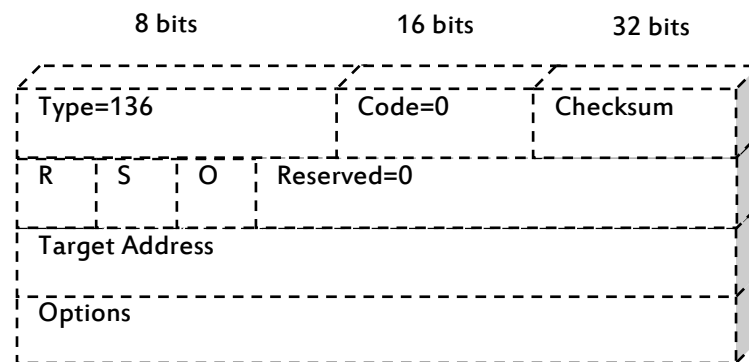 8 bits 16 bits 32 bits
Type=136 Code=0 Checksum
R S O Reserved=0
Target Address
Options